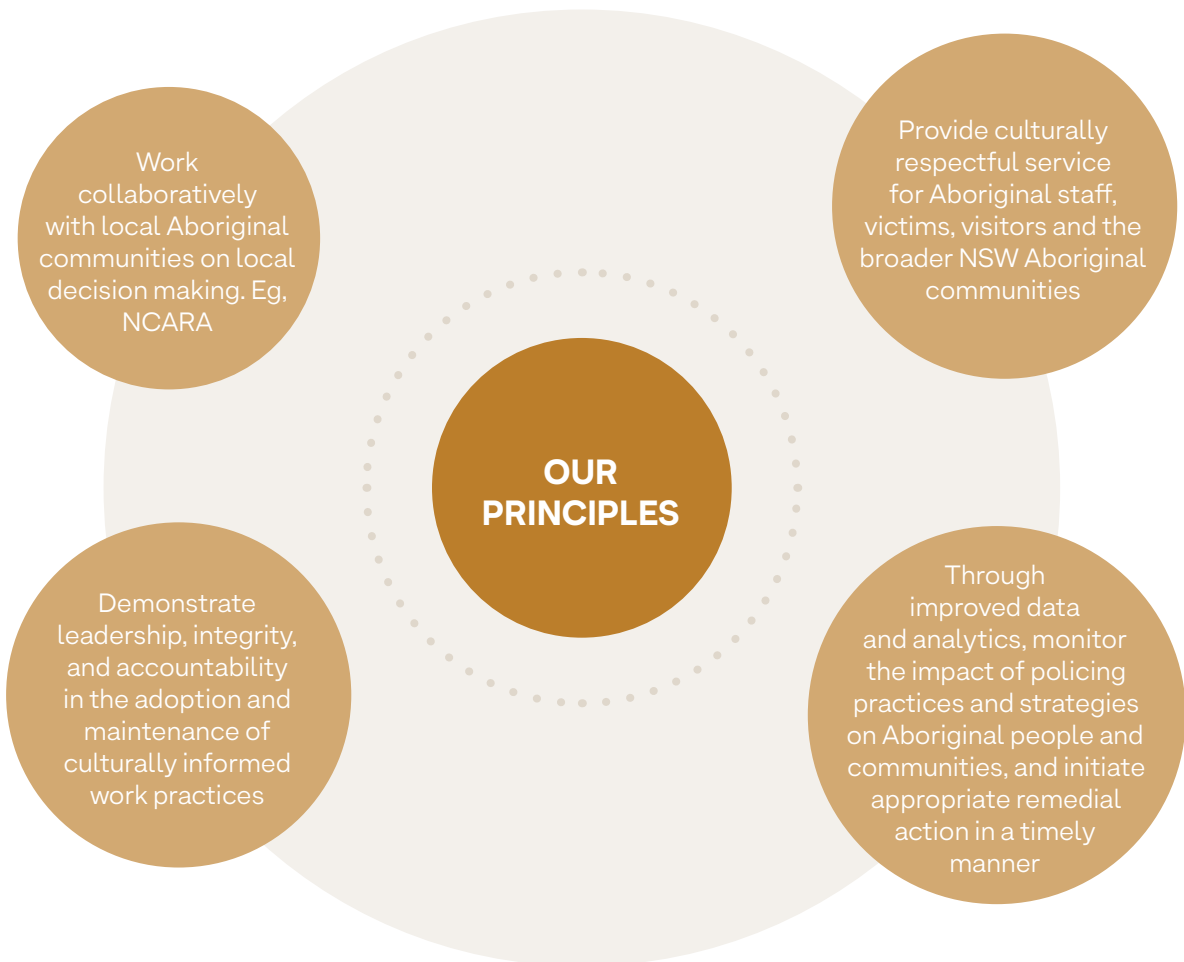 Work
collaboratively
with local Aboriginal
communities on local
decision making. Eg,
NCARA
Provide culturally
respectful service
for Aboriginal staff,
victims, visitors and the
broader NSW Aboriginal
communities
OUR
PRINCIPLES
Demonstrate
leadership, integrity,
and accountability
in the adoption and
maintenance of
culturally informed
work practices
Through
improved data
and analytics, monitor
the impact of policing
practices and strategies
on Aboriginal people and
communities, and initiate
appropriate remedial
action in a timely
manner